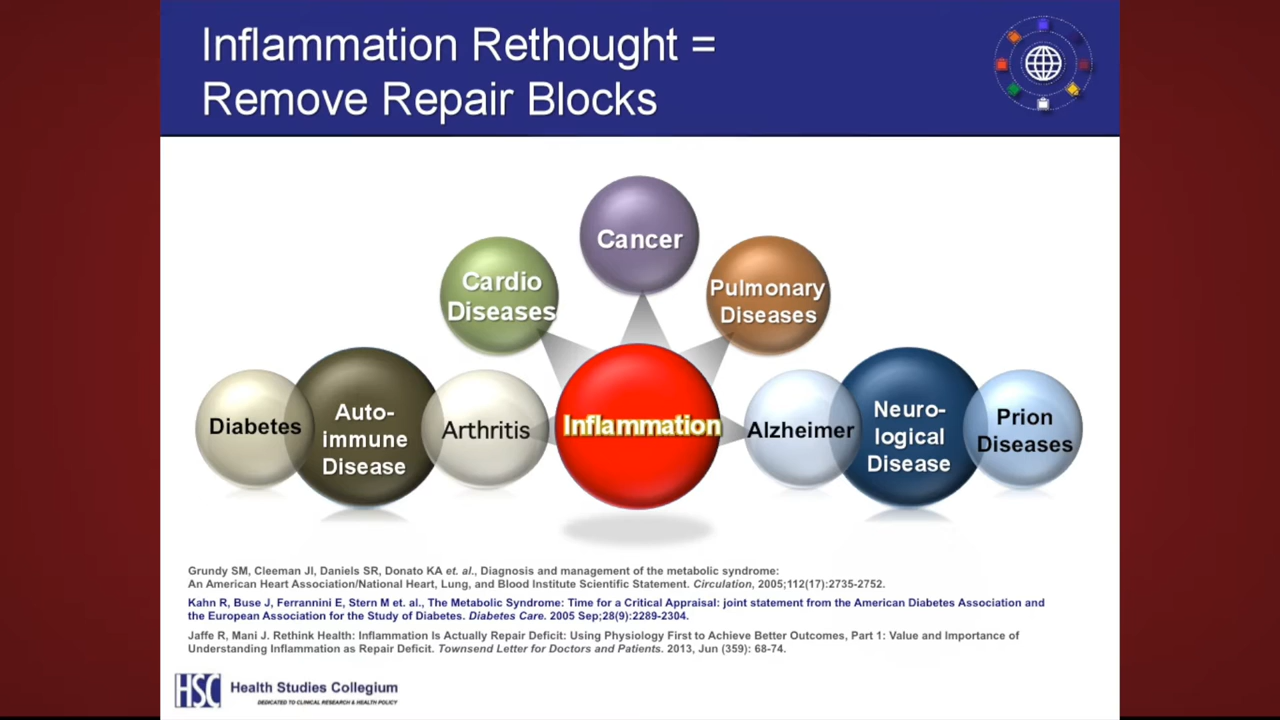 Inflammation Rethought =
Remove Repair Blocks
Cancer
Cardio
Diseases
Pulmonary
Diseases
Diabetes
Auto-
immune
Disease
Arthritis
Inflammation
Alzheimer
Neuro-
logical
Disease
Prion
Diseases
Grundy SM, Cleeman JI, Daniels SR, Donato KA et. al., Diagnosis and management of the metabolic syndrome:
An American Heart Association/National Heart, Lung, and Blood Institute Scientific Statement. Circulation, 2005;112(17):2735-2752.
Kahn R, Buse J, Ferrannini E, Stern M et. al., The Metabolic Syndrome: Time for a Critical Appraisal: joint statement from the American Diabetes Association and
the European Association for the Study of Diabetes. Diabetes Care. 2005 Sep;28(9):2289-2304.
Jaffe R, Mani J. Rethink Health: Inflammation Is Actually Repair Deficit: Using Physiology First to Achieve Better Outcomes, Part 1: Value and Importance of
Understanding Inflammation as Repair Deficit. Townsend Letter for Doctors and Patients. 2013, Jun (359): 68-74.
HSC Health Studies Collegium
DEDICATED TO CLINICAL RESEARCH & HEALTH POLICY